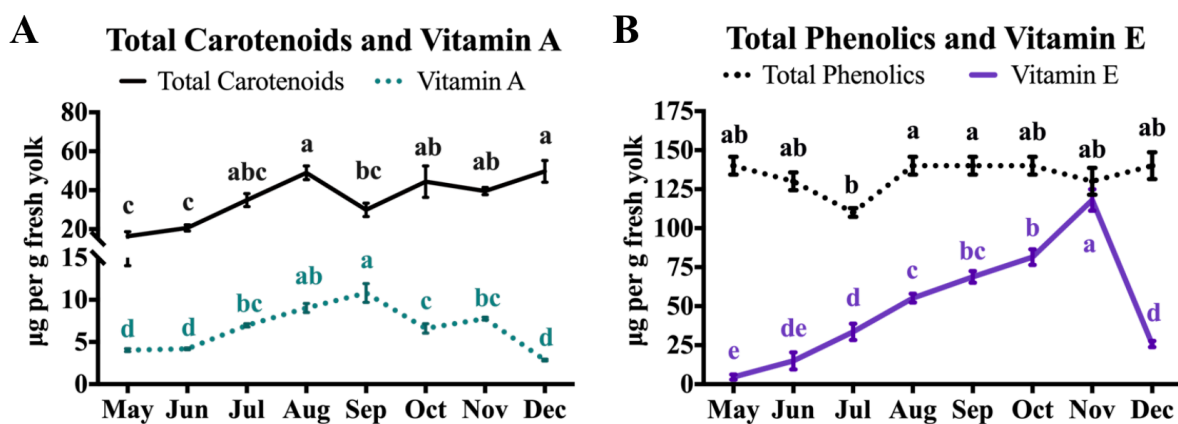 A
Total Carotenoids and Vitamin A
Total Carotenoids Vitamin A
µg per g fresh yolk
80
60
40
20
15
10
5
0
c c abc a bc ab ab a
d d bc ab a c bc d
May Jun Jul Aug Sep Oct Nov Dec
B
Total Phenolics and Vitamin E
Total Phenolics Vitamin E
µg per g fresh yolk
175
150
125
100
75
50
25
0
ab ab b a a ab ab ab
e de d c bc b a d
May Jun Jul Aug Sep Oct Nov Dec